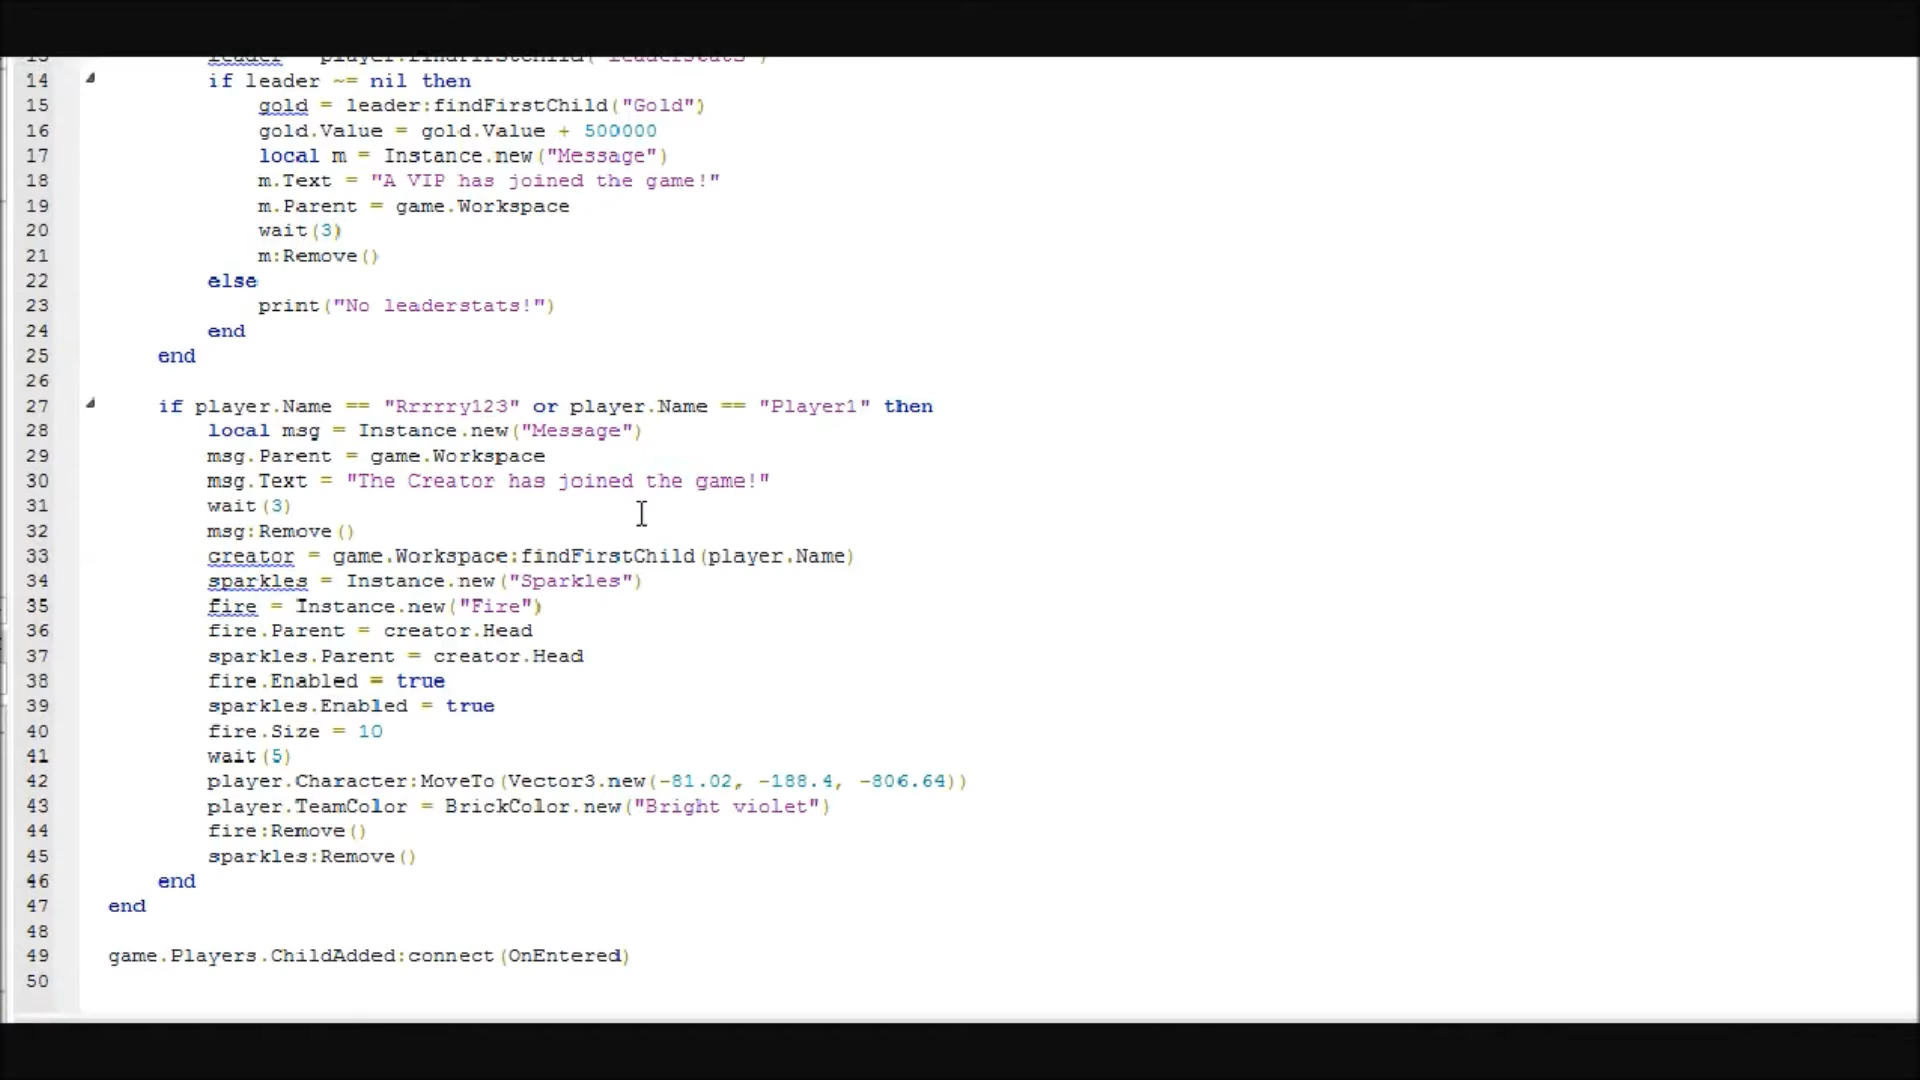 13 leader = player:findFirstChild("leaderstats")
14 if leader ~= nil then
15 gold = leader:findFirstChild("Gold")
16 gold.Value = gold.Value + 500000
17 local m = Instance.new("Message")
18 m.Text = "A VIP has joined the game!"
19 m.Parent = game.Workspace
20 wait(3)
21 m:Remove()
22 else
23 print("No leaderstats!")
24 end
25 end
26
27 if player.Name == "Rrrrry123" or player.Name == "Player1" then
28 local msg = Instance.new("Message")
29 msg.Parent = game.Workspace
30 msg.Text = "The Creator has joined the game!"
31 wait(3)
32 msg:Remove()
33 creator = game.Workspace:findFirstChild(player.Name)
34 sparkles = Instance.new("Sparkles")
35 fire = Instance.new("Fire")
36 fire.Parent = creator.Head
37 sparkles.Parent = creator.Head
38 fire.Enabled = true
39 sparkles.Enabled = true
40 fire.Size = 10
41 wait(5)
42 player.Character:MoveTo(Vector3.new(-81.02, -188.4, -806.64))
43 player.TeamColor = BrickColor.new("Bright violet")
44 fire:Remove()
45 sparkles:Remove()
46 end
47 end
48
49 game.Players.ChildAdded:connect(OnEntered)
50